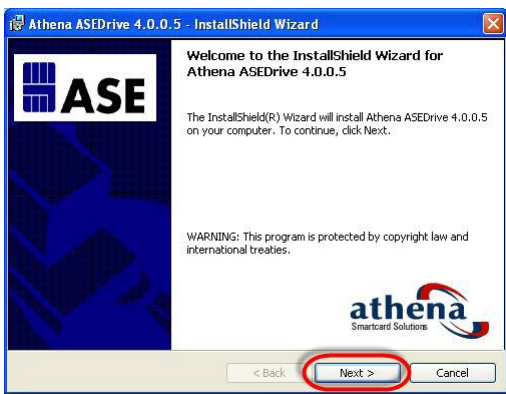 Athena ASEDrive 4.0.0.5 - InstallShield Wizard
ASE
Welcome to the InstallShield Wizard for
Athena ASEDrive 4.0.0.5
The InstallShield(R) Wizard will install Athena ASEDrive 4.0.0.5
on your computer. To continue, click Next.
WARNING: This program is protected by copyright law and
international treaties.
athena
Smartcard Solutions
< Back
Next >
Cancel